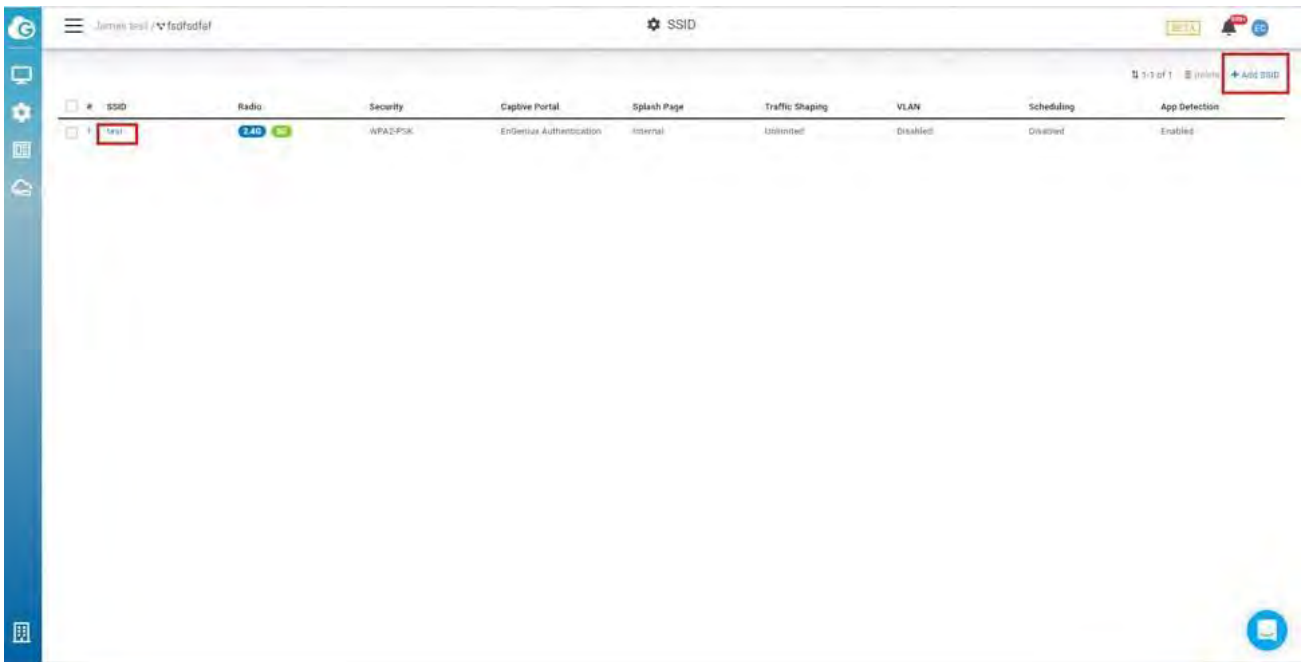 James test / fsdfsdfaf
SSID
BETA
EC
1-1 of 1 Delete + Add SSID
# SSID Radio Security Captive Portal Splash Page Traffic Shaping VLAN Scheduling App Detection
1 test 2.4G 5G WPA2-PSK EnGenius Authentication Internal Unlimited Disabled Disabled Enabled